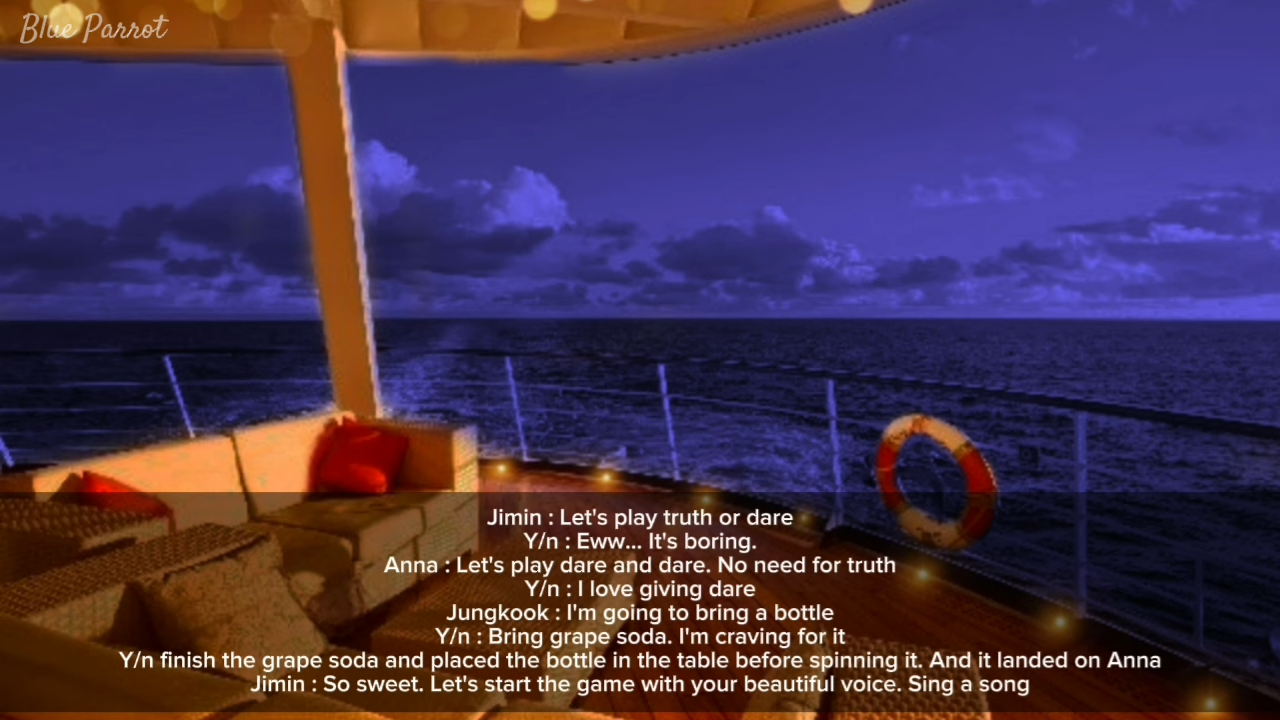 Blue Parrot
Jimin : Let's play truth or dare
Y/n : Eww... It's boring.
Anna : Let's play dare and dare. No need for truth
Y/n : I love giving dare
Jungkook : I'm going to bring a bottle
Y/n : Bring grape soda. I'm craving for it
Y/n finish the grape soda and placed the bottle in the table before spinning it. And it landed on Anna
Jimin : So sweet. Let's start the game with your beautiful voice. Sing a song